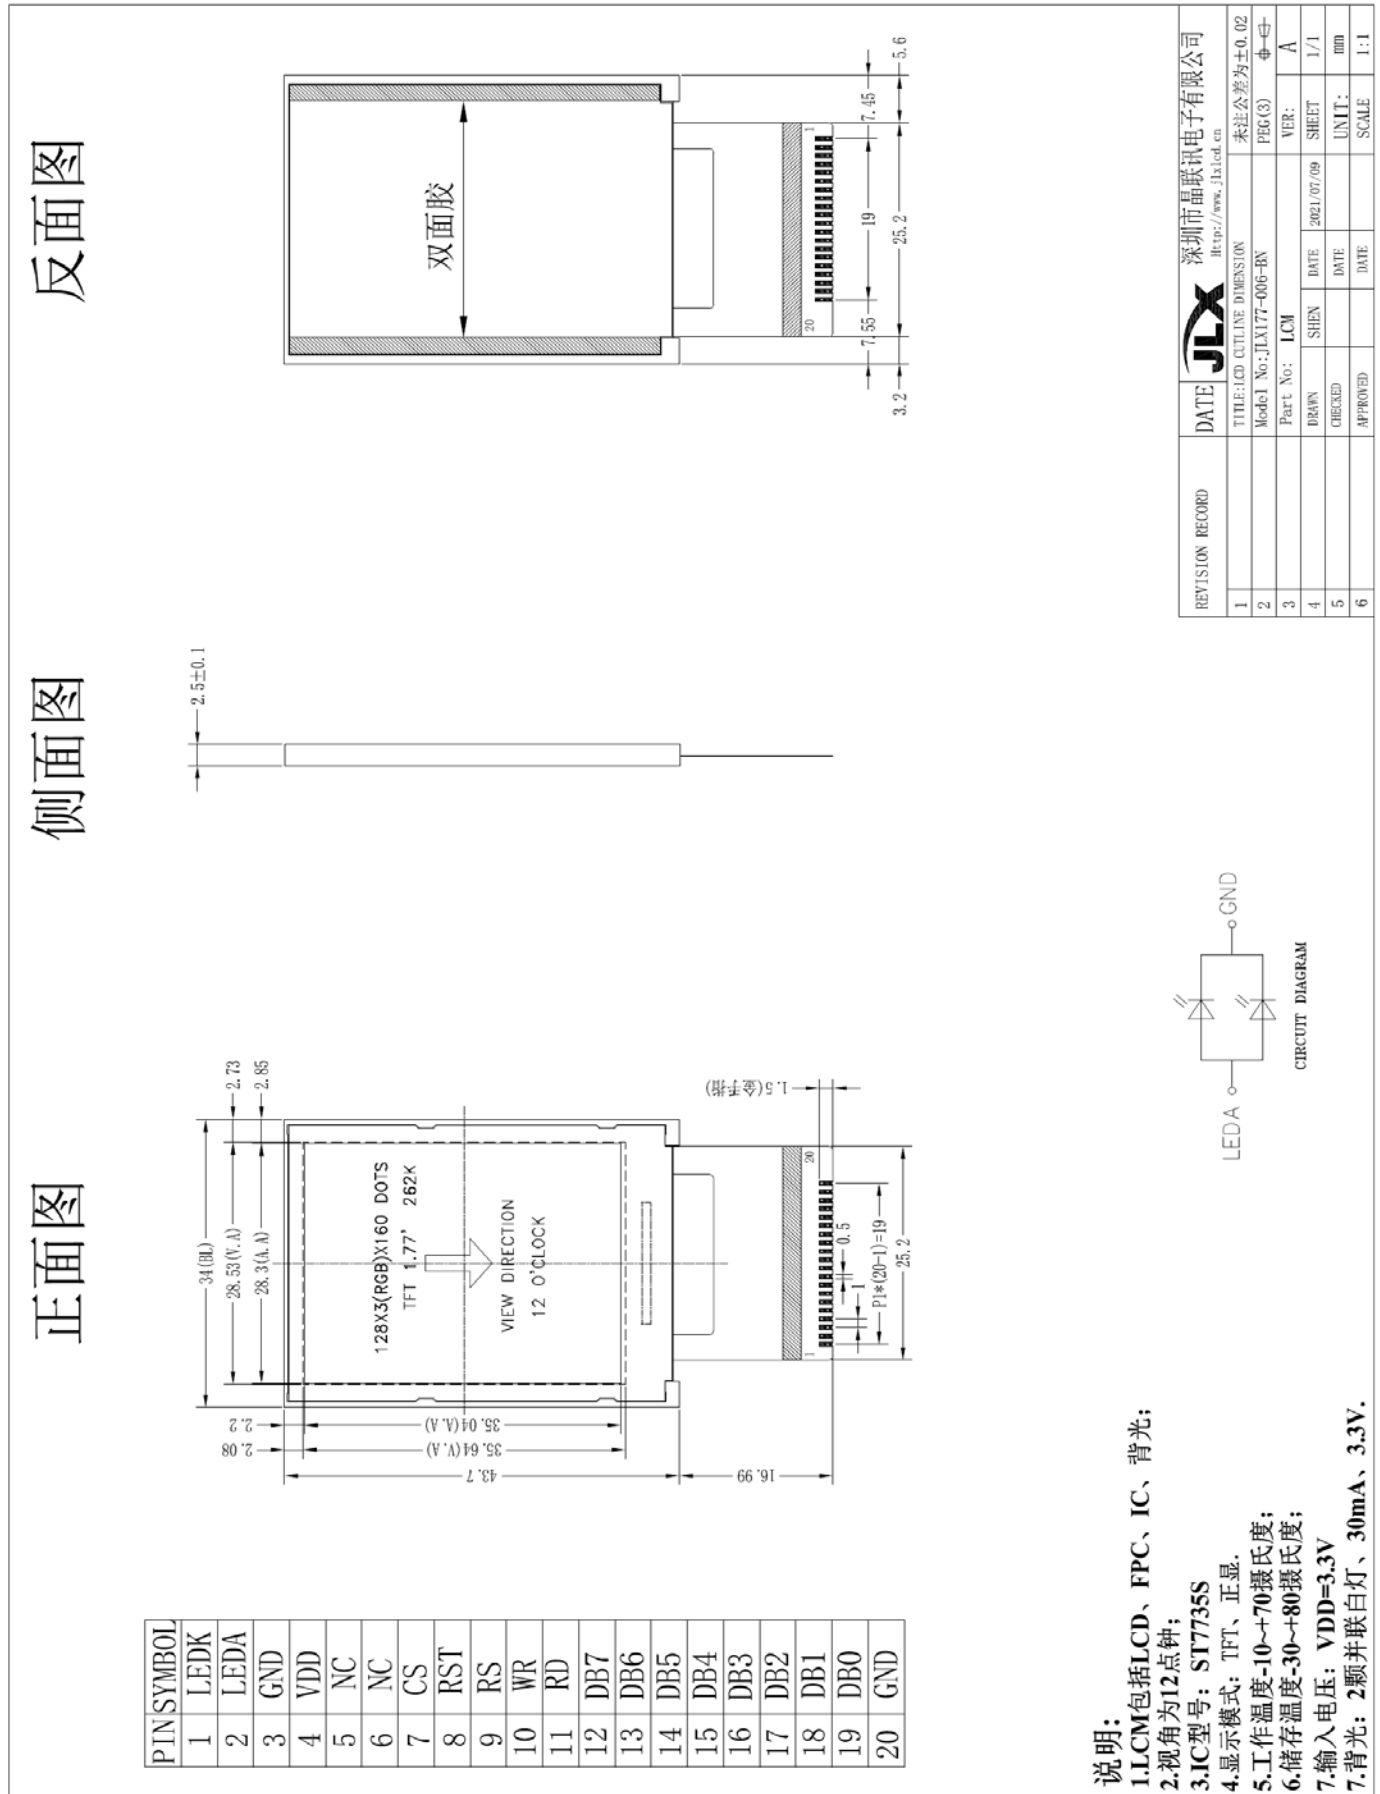 正面图
侧面图
反面图
PIN SYMBOL
1 LEDK
2 LEDA
3 GND
4 VDD
5 NC
6 NC
7 CS
8 RST
9 RS
10 WR
11 RD
12 DB7
13 DB6
14 DB5
15 DB4
16 DB3
17 DB2
18 DB1
19 DB0
20 GND
34(BL)
28.53(V.A)
2.73
28.3(A.A)
2.85
2.2
35.04(A.A)
2.08
35.64(V.A)
43.7
16.99
128X3(RGB)X160 DOTS
TFT 1.77' 262K
VIEW DIRECTION
12 O'CLOCK
1.5(金手指)
1
20
0.5
1
P1*(20-1)=19
25.2
2.5±0.1
双面胶
20
1
7.55
19
7.45
3.2
25.2
5.6
说明:
1.LCM包括LCD、FPC、IC、背光;
2.视角为12点钟;
3.IC型号: ST7735S
4.显示模式: TFT、正显.
5.工作温度-10~+70摄氏度;
6.储存温度-30~+80摄氏度;
7.输入电压: VDD=3.3V
7.背光: 2颗并联白灯、30mA、3.3V.
LEDA
GND
CIRCUIT DIAGRAM
REVISION RECORD
DATE
1
2
3
4
5
6
JLX
深圳市晶联讯电子有限公司
Http://www.jlxlcd.cn
TITLE:LCD CUTLINE DIMENSION
未注公差为±0.02
Model No:JLX177-006-BN
PEG(3)
Part No: LCM
VER: A
DRAWN SHEN DATE 2021/07/09 SHEET 1/1
CHECKED DATE UNIT: mm
APPROVED DATE SCALE 1:1